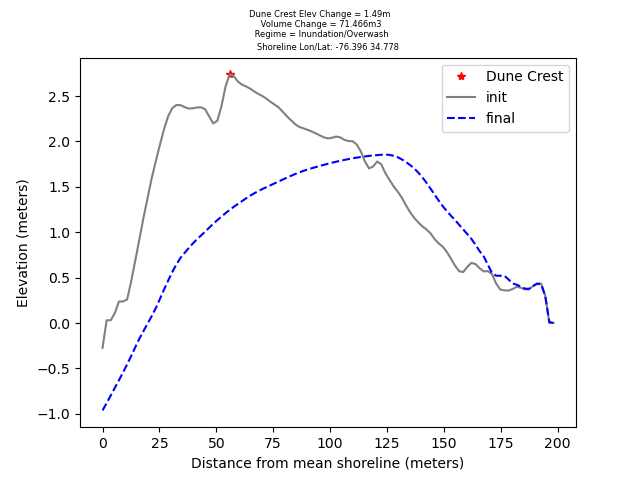 Dune Crest Elev Change = 1.49m
Volume Change = 71.466m3
Regime = Inundation/Overwash
Shoreline Lon/Lat: -76.396 34.778
Dune Crest
init
final
2.5
2.0
1.5
1.0
0.5
0.0
−0.5
−1.0
Elevation (meters)
0 25 50 75 100 125 150 175 200
Distance from mean shoreline (meters)